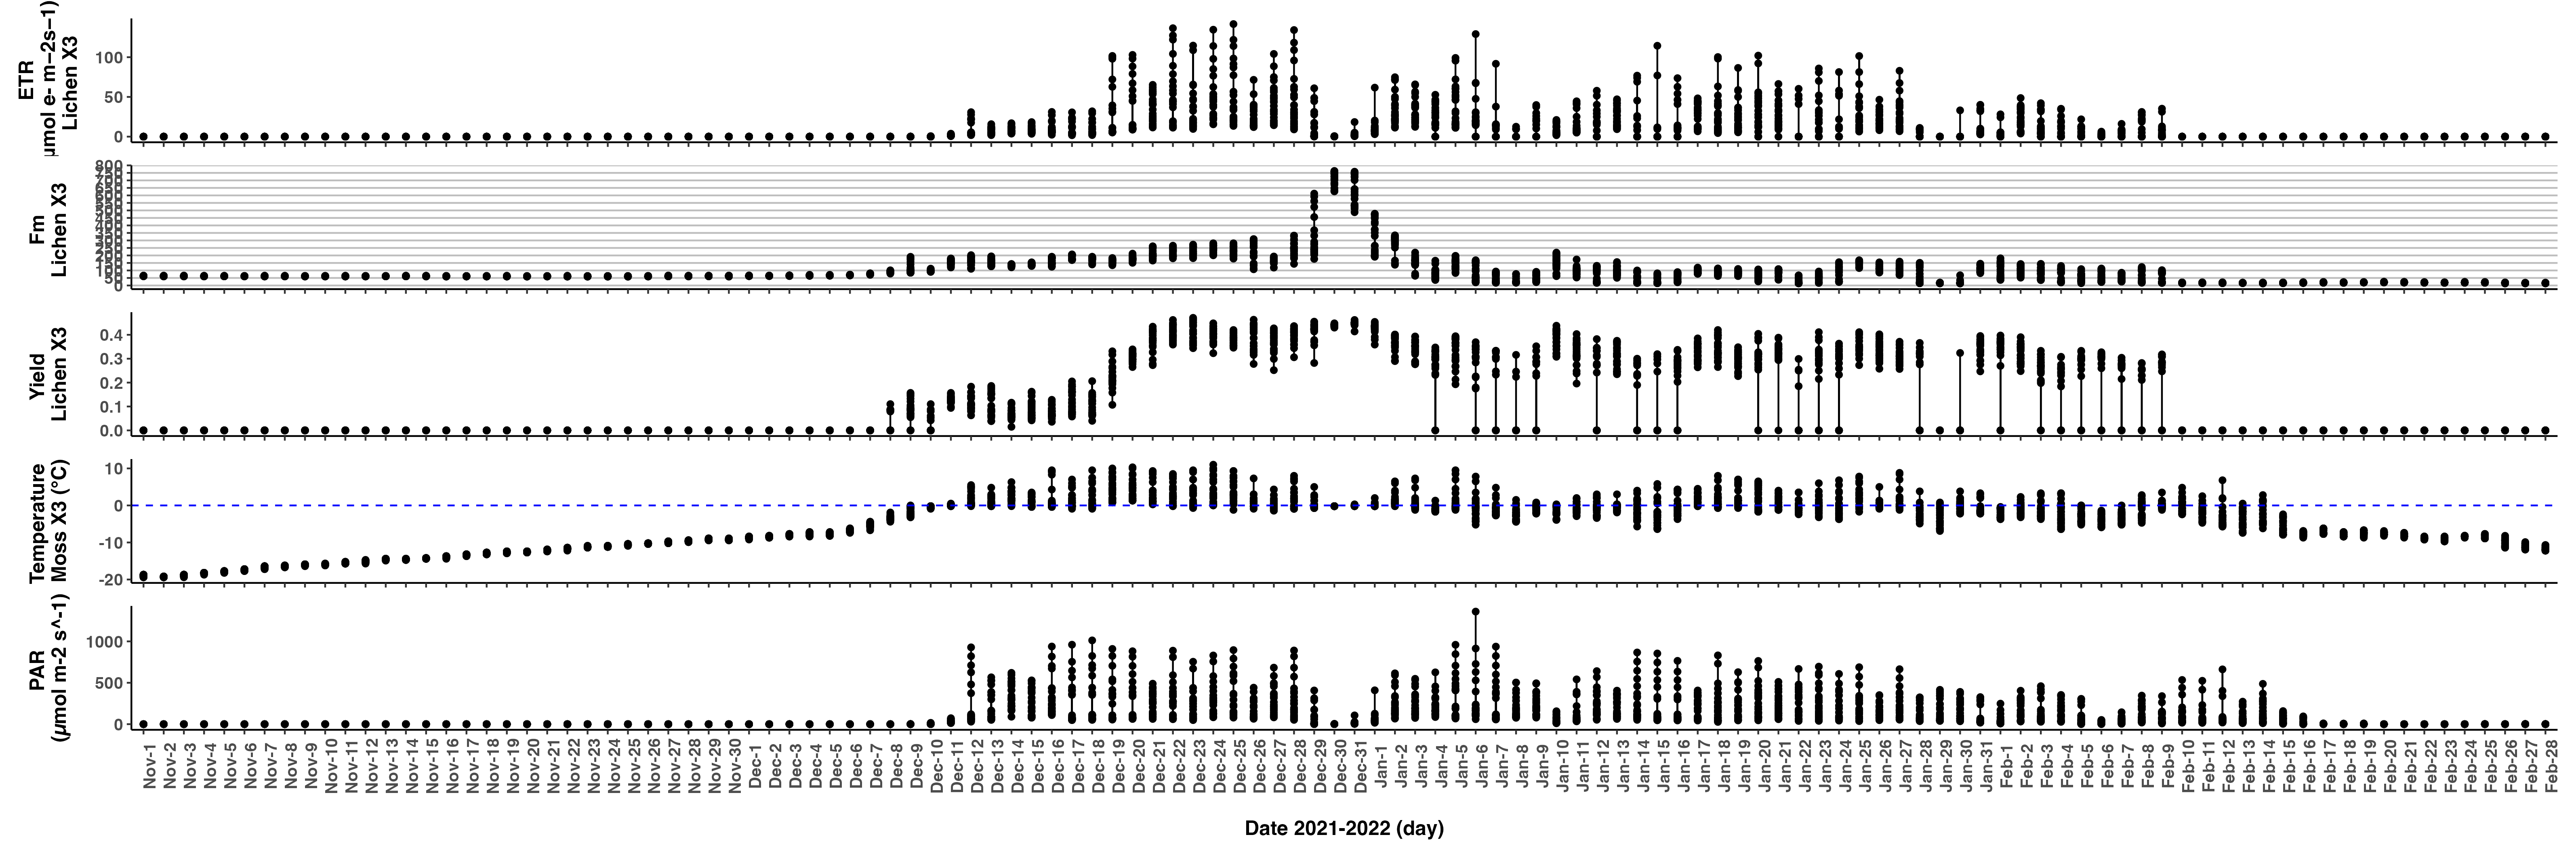 ETR
µmol e- m−2s−1)
Lichen X3
100
50
0
Fm
Lichen X3
800
750
700
650
600
550
500
450
400
350
300
250
200
150
100
50
0
Yield
Lichen X3
0.4
0.3
0.2
0.1
0.0
Temperature
Moss X3 (°C)
10
0
-10
-20
PAR
(µmol m-2 s^-1)
1000
500
0
Nov-1
Nov-2
Nov-3
Nov-4
Nov-5
Nov-6
Nov-7
Nov-8
Nov-9
Nov-10
Nov-11
Nov-12
Nov-13
Nov-14
Nov-15
Nov-16
Nov-17
Nov-18
Nov-19
Nov-20
Nov-21
Nov-22
Nov-23
Nov-24
Nov-25
Nov-26
Nov-27
Nov-28
Nov-29
Nov-30
Dec-1
Dec-2
Dec-3
Dec-4
Dec-5
Dec-6
Dec-7
Dec-8
Dec-9
Dec-10
Dec-11
Dec-12
Dec-13
Dec-14
Dec-15
Dec-16
Dec-17
Dec-18
Dec-19
Dec-20
Dec-21
Dec-22
Dec-23
Dec-24
Dec-25
Dec-26
Dec-27
Dec-28
Dec-29
Dec-30
Dec-31
Jan-1
Jan-2
Jan-3
Jan-4
Jan-5
Jan-6
Jan-7
Jan-8
Jan-9
Jan-10
Jan-11
Jan-12
Jan-13
Jan-14
Jan-15
Jan-16
Jan-17
Jan-18
Jan-19
Jan-20
Jan-21
Jan-22
Jan-23
Jan-24
Jan-25
Jan-26
Jan-27
Jan-28
Jan-29
Jan-30
Jan-31
Feb-1
Feb-2
Feb-3
Feb-4
Feb-5
Feb-6
Feb-7
Feb-8
Feb-9
Feb-10
Feb-11
Feb-12
Feb-13
Feb-14
Feb-15
Feb-16
Feb-17
Feb-18
Feb-19
Feb-20
Feb-21
Feb-22
Feb-23
Feb-24
Feb-25
Feb-26
Feb-27
Feb-28
Date 2021-2022 (day)